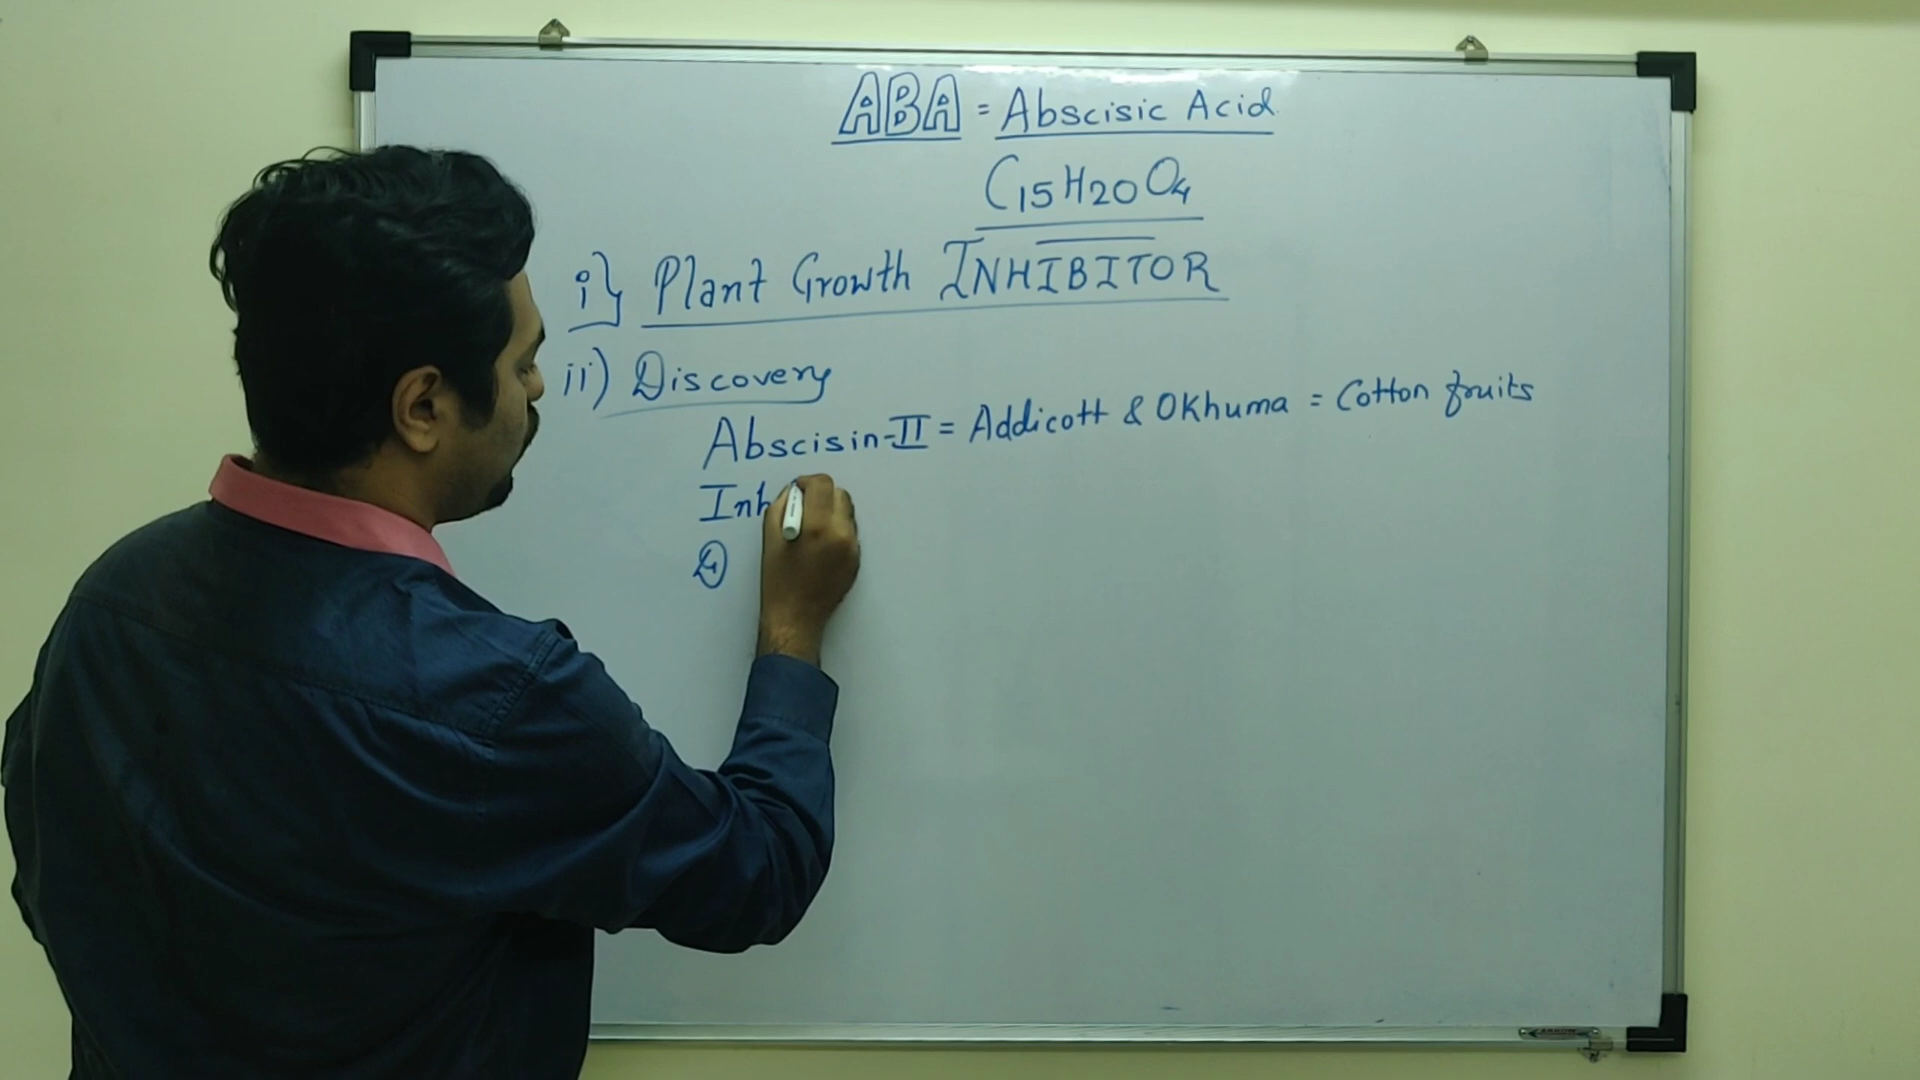 ABA = Abscisic Acid
C15H20O4
i) Plant Growth INHIBITOR
ii) Discovery
Abscisin-II = Addicott & OKhuma = Cotton fruits
Inh
D